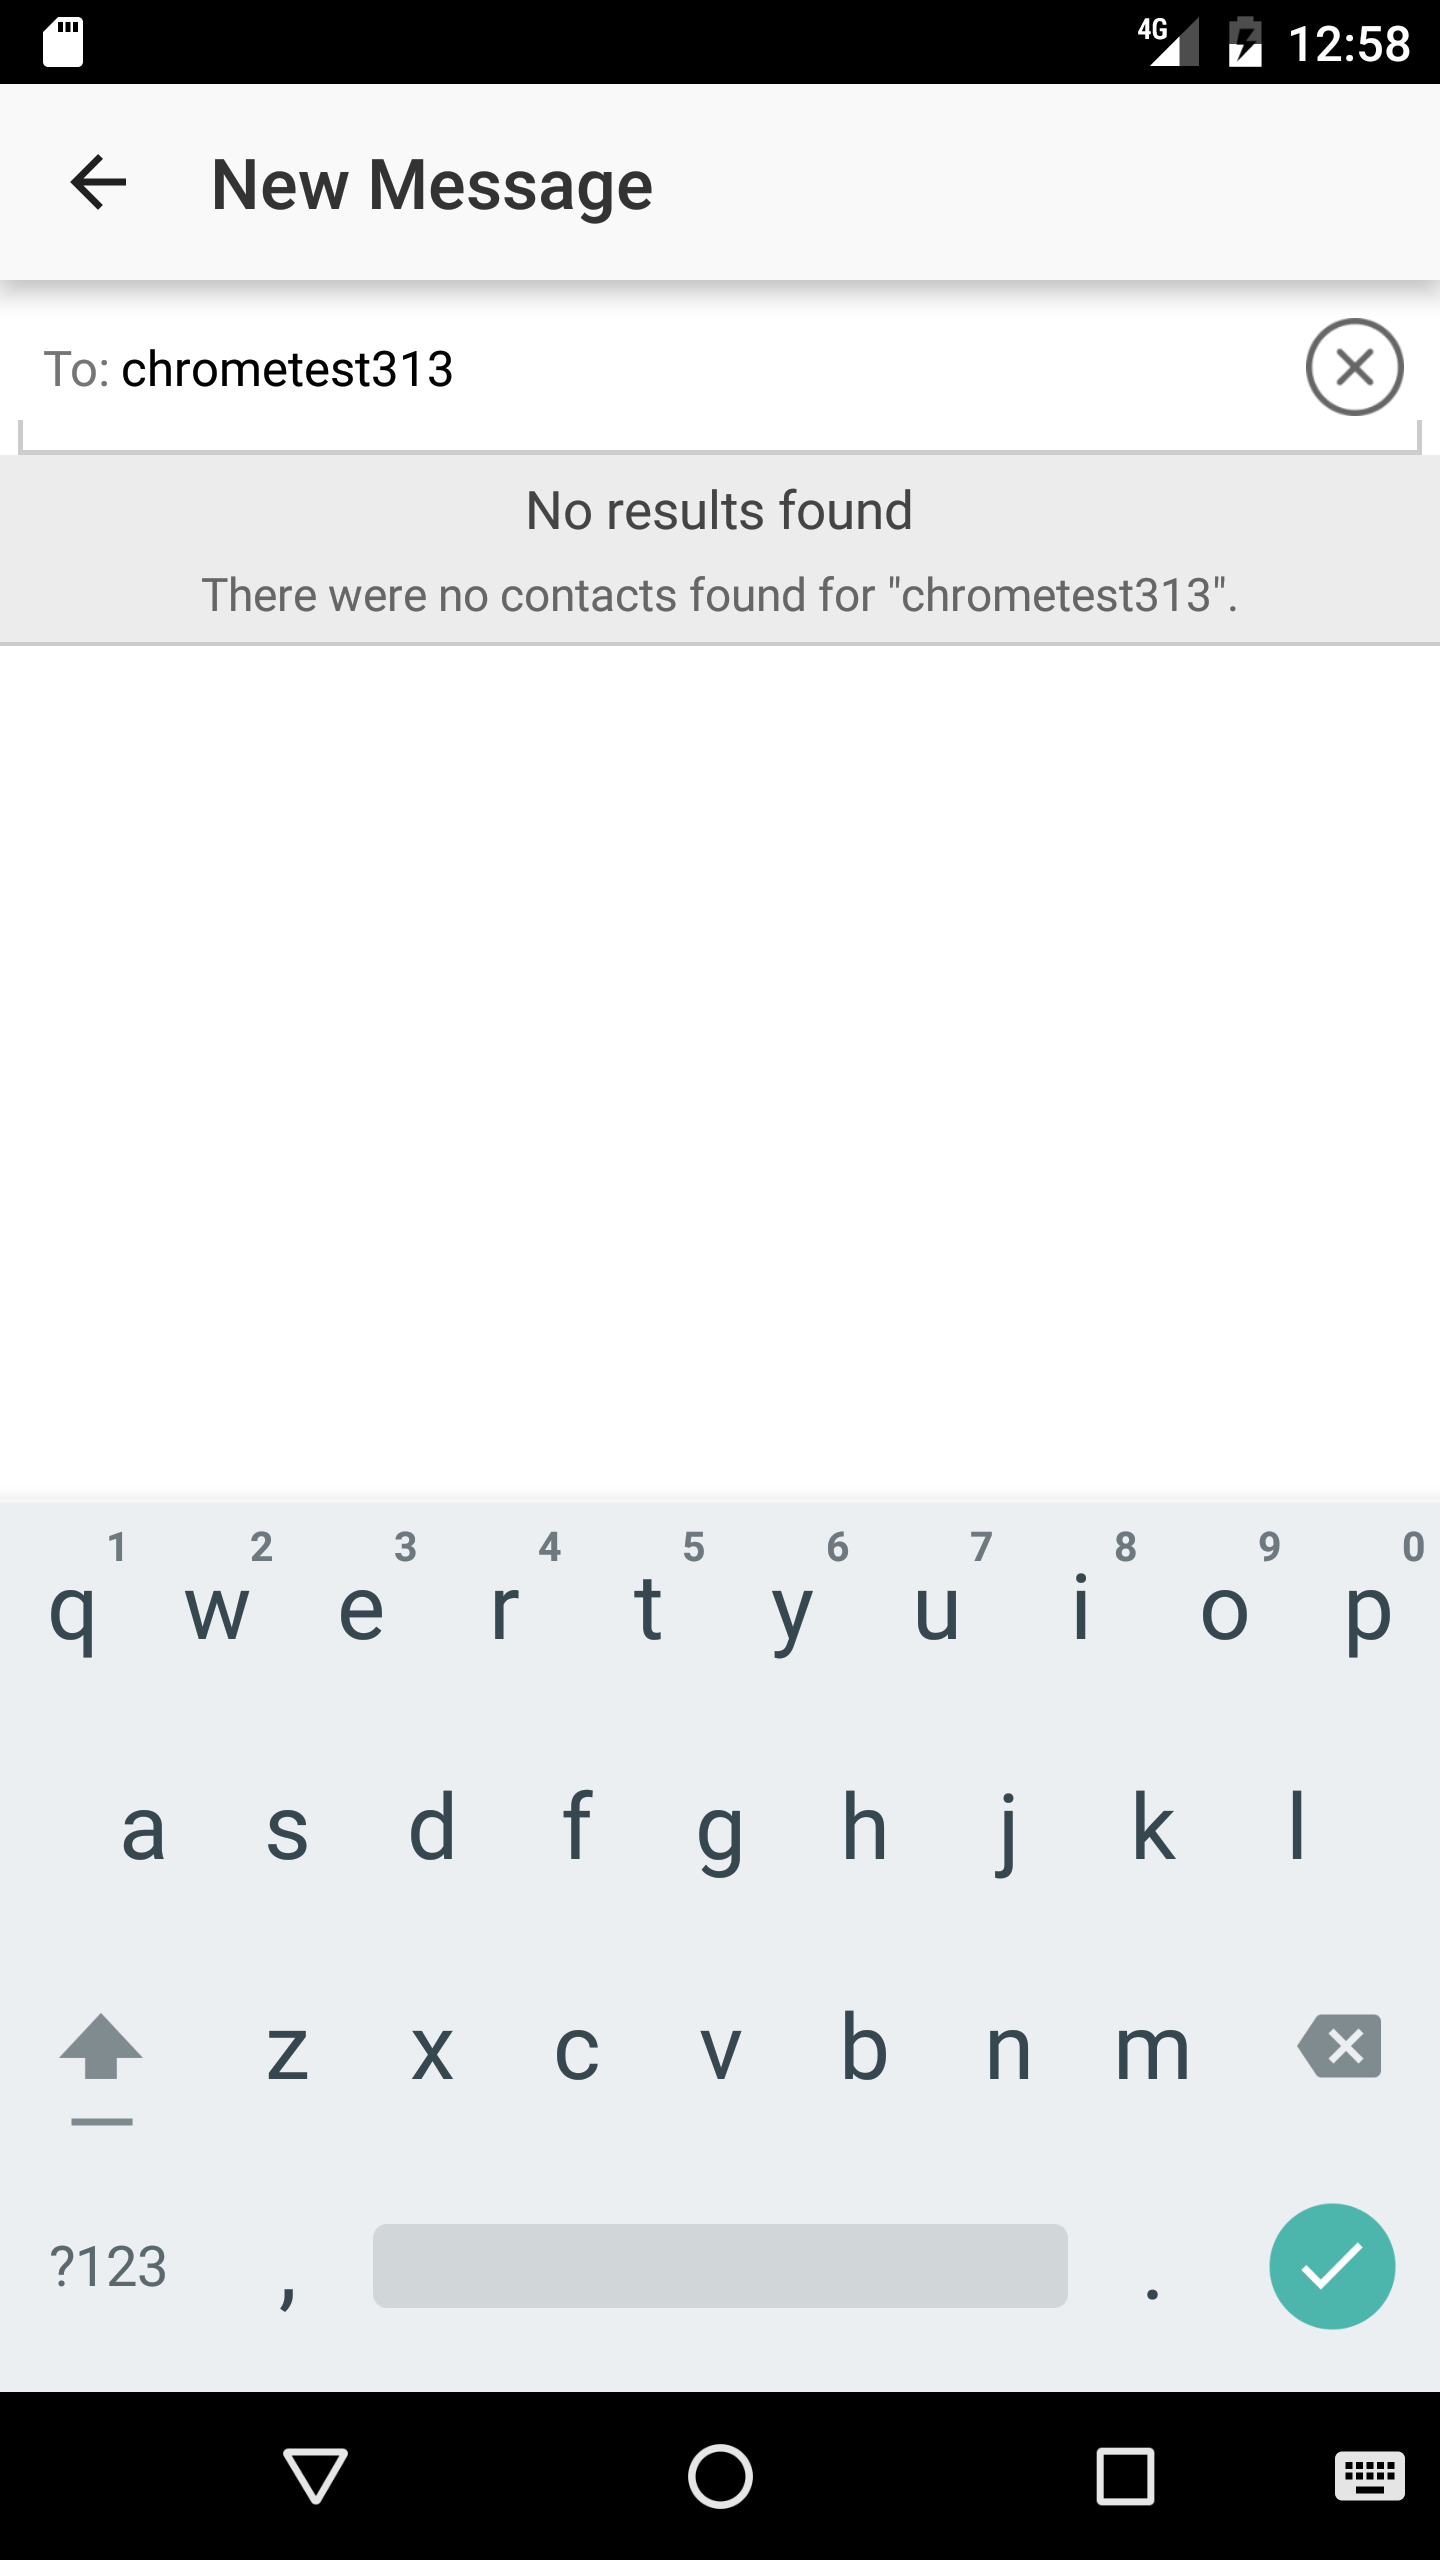 4G 12:58
New Message
To: chrometest313
No results found
There were no contacts found for "chrometest313".
1 2 3 4 5 6 7 8 9 0
q w e r t y u i o p
a s d f g h j k l
z x c v b n m
?123 , .